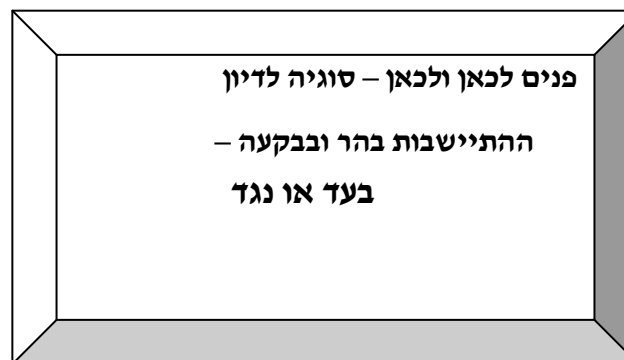 פנים לכאן ולכאן – סוגיה לדיון
ההתיישבות בהר ובבקעה –
בעד או נגד